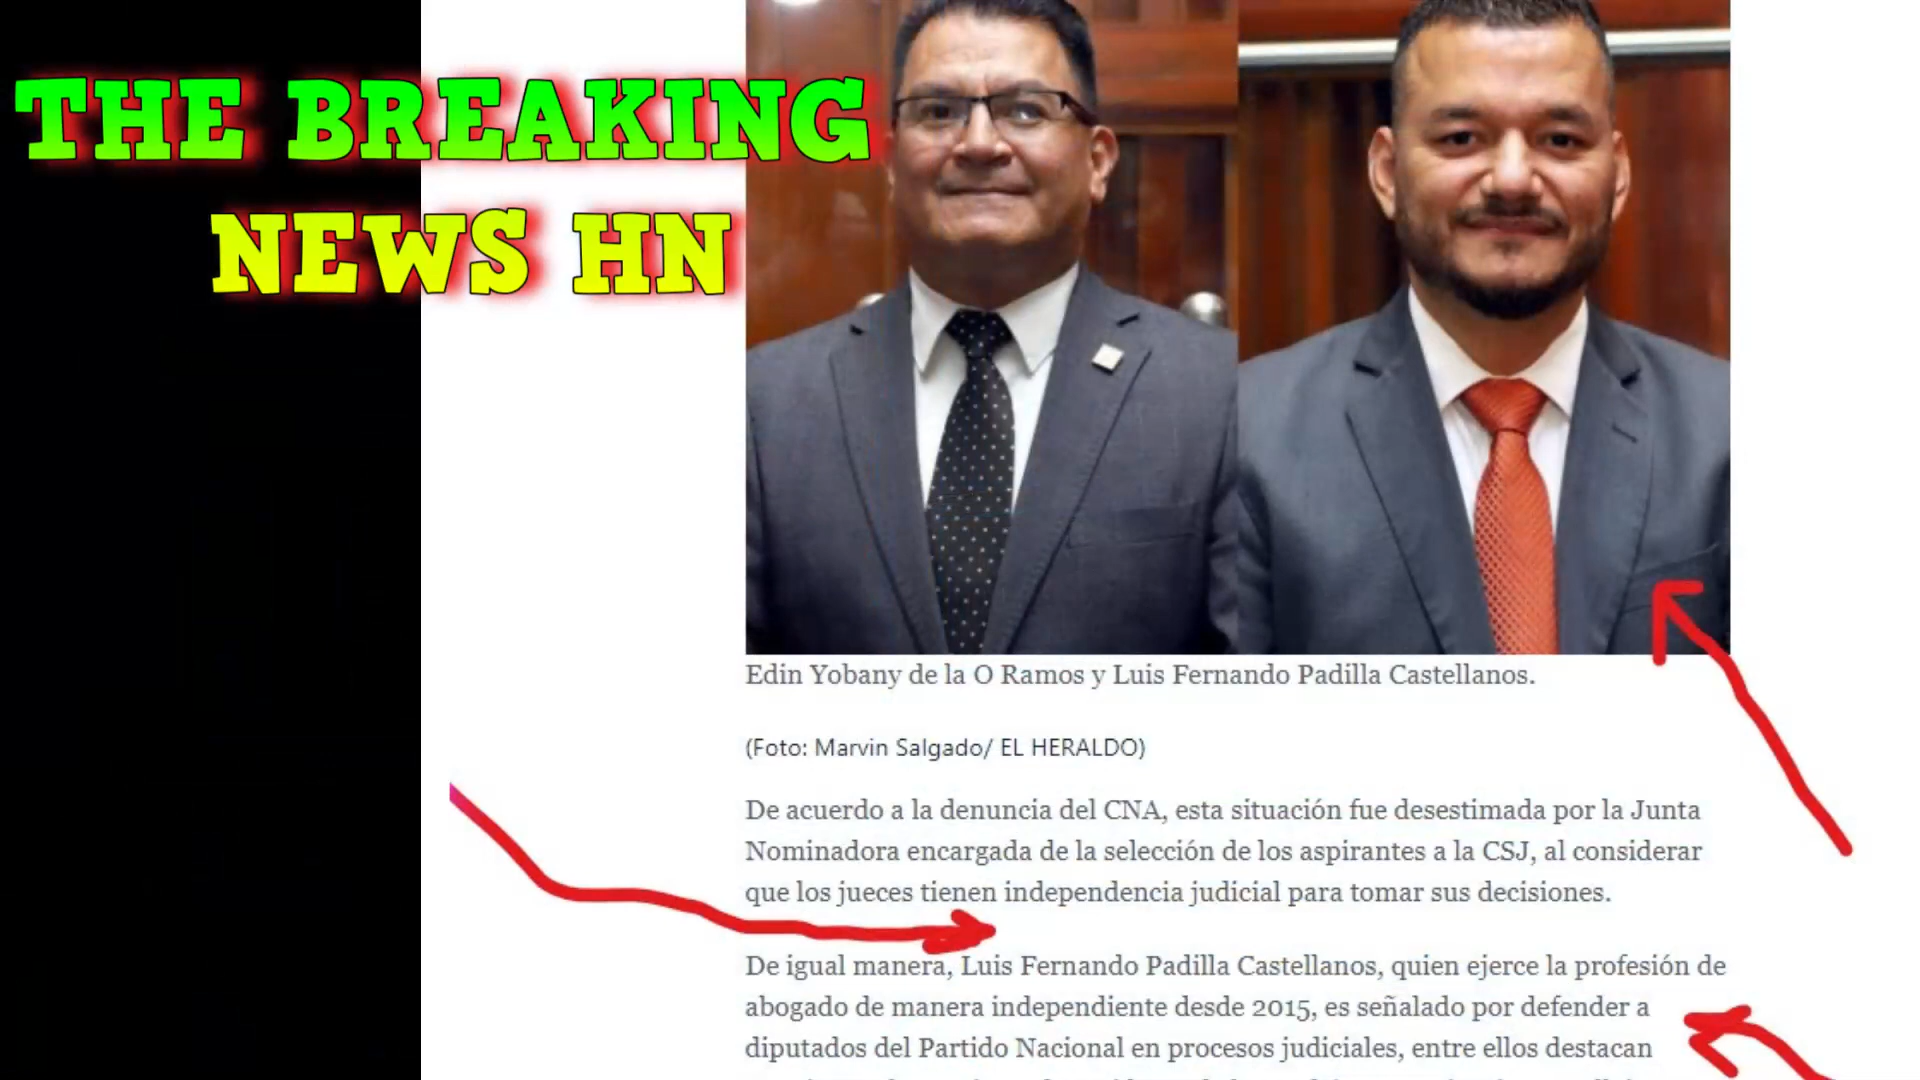 THE BREAKING
NEWS HN
Edin Yobany de la O Ramos y Luis Fernando Padilla Castellanos.
(Foto: Marvin Salgado/ EL HERALDO)
De acuerdo a la denuncia del CNA, esta situación fue desestimada por la Junta
Nominadora encargada de la selección de los aspirantes a la CSJ, al considerar
que los jueces tienen independencia judicial para tomar sus decisiones.
De igual manera, Luis Fernando Padilla Castellanos, quien ejerce la profesión de
abogado de manera independiente desde 2015, es señalado por defender a
diputados del Partido Nacional en procesos judiciales, entre ellos destacan